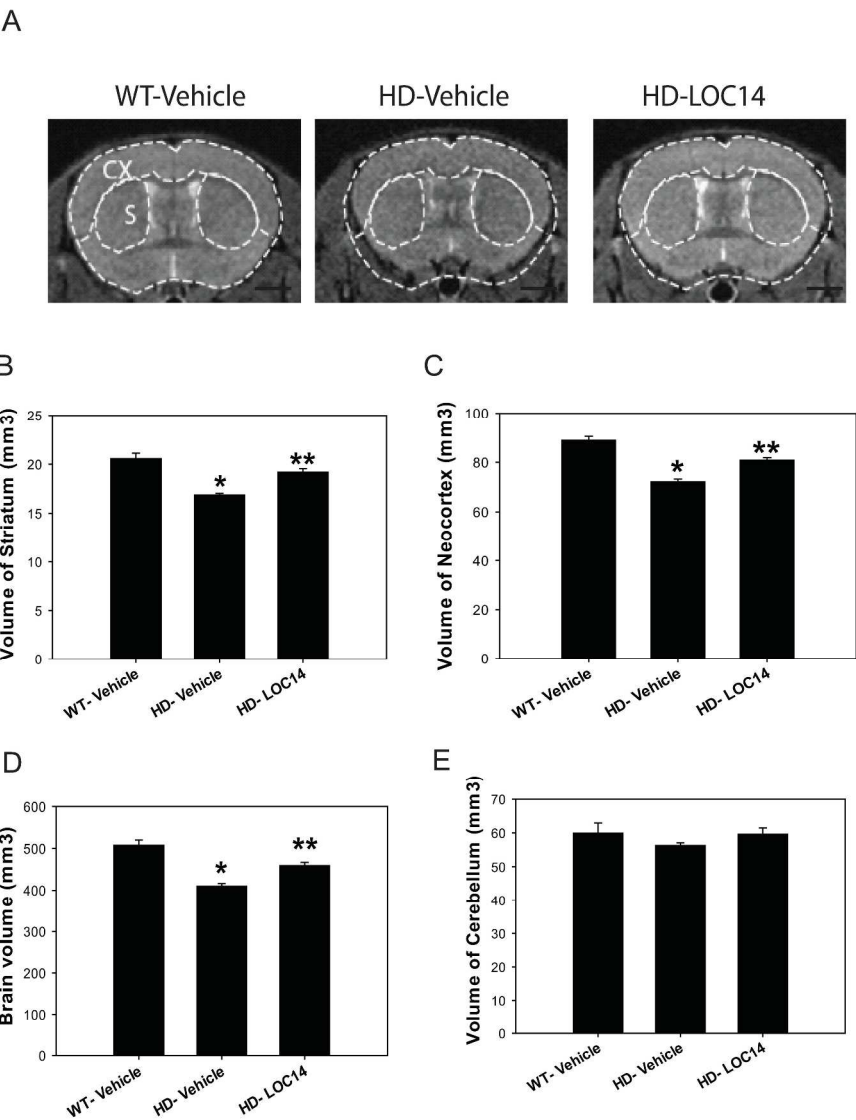 A
WT-Vehicle
HD-Vehicle
HD-LOC14
CX
S
B
Volume of Striatum (mm3)
25
20
15
10
5
0
*
**
WT- Vehicle
HD- Vehicle
HD- LOC14
C
Volume of Neocortex (mm3)
100
80
60
40
20
0
*
**
WT- Vehicle
HD- Vehicle
HD- LOC14
D
Brain volume (mm3)
600
500
400
300
200
100
0
*
**
WT- Vehicle
HD- Vehicle
HD- LOC14
E
Volume of Cerebellum (mm3)
70
60
50
40
30
20
10
0
WT- Vehicle
HD- Vehicle
HD- LOC14